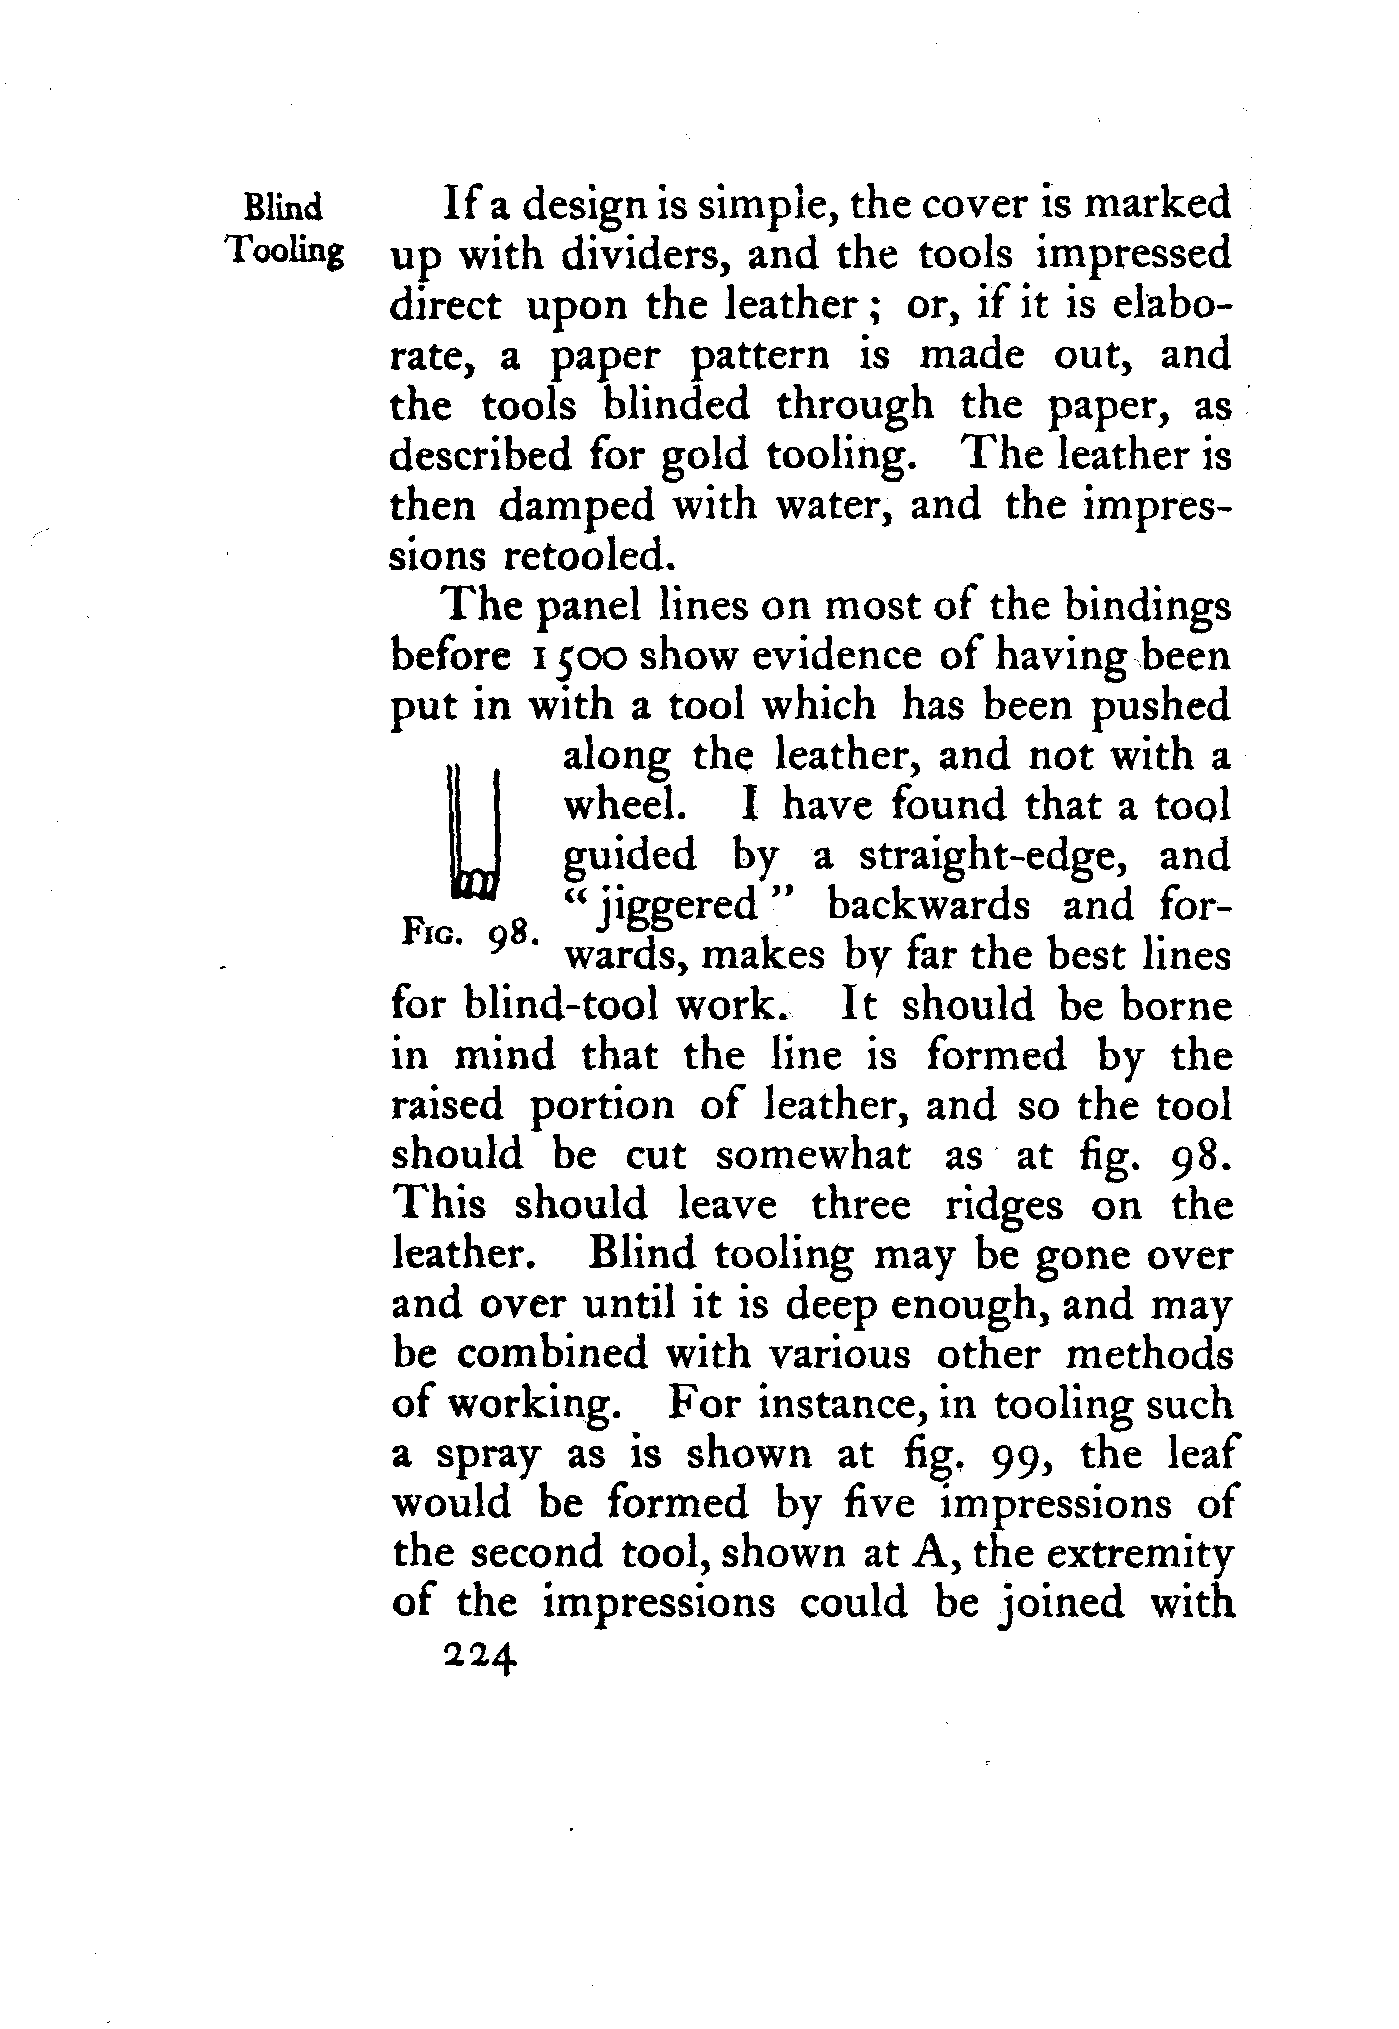 Blind
Tooling
If a design is simple, the cover is marked
up with dividers, and the tools impressed
direct upon the leather ; or, if it is elabo-
rate, a paper pattern is made out, and
the tools blinded through the paper, as
described for gold tooling. The leather is
then damped with water, and the impres-
sions retooled.
The panel lines on most of the bindings
before 1500 show evidence of having been
put in with a tool which has been pushed
along the leather, and not with a
wheel. I have found that a tool
guided by a straight-edge, and
“ jiggered ” backwards and for-
wards, makes by far the best lines
FIG. 98.
for blind-tool work. It should be borne
in mind that the line is formed by the
raised portion of leather, and so the tool
should be cut somewhat as at fig. 98.
This should leave three ridges on the
leather. Blind tooling may be gone over
and over until it is deep enough, and may
be combined with various other methods
of working. For instance, in tooling such
a spray as is shown at fig. 99, the leaf
would be formed by five impressions of
the second tool, shown at A, the extremity
of the impressions could be joined with
224